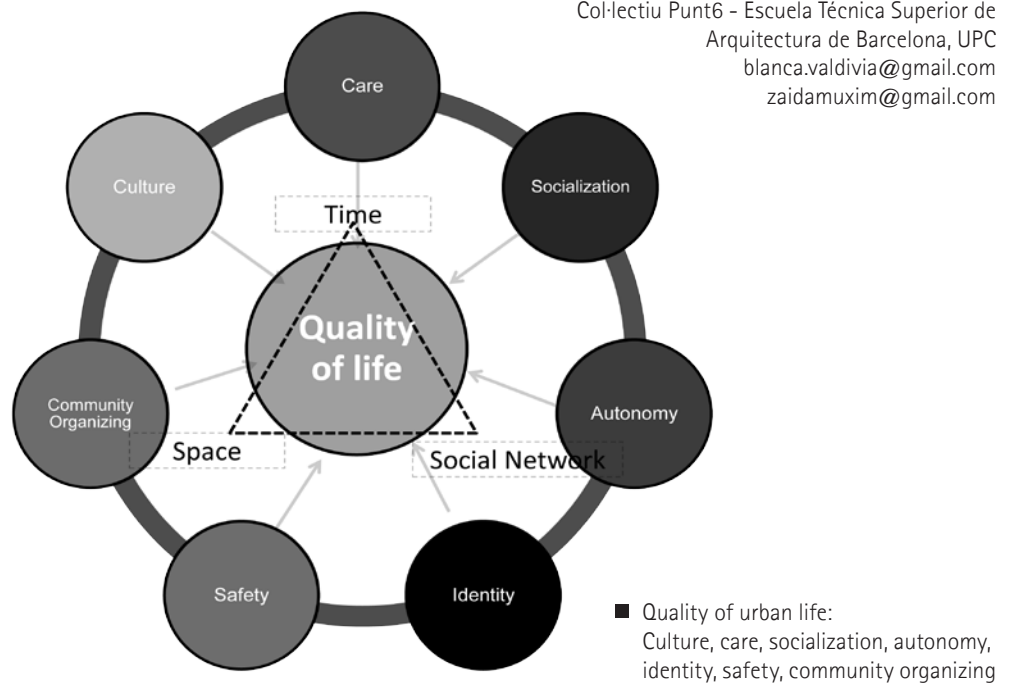 Col·lectiu Punt6 - Escuela Técnica Superior de
Arquitectura de Barcelona, UPC
blanca.valdivia@gmail.com
zaidamuxim@gmail.com
Care
Culture
Socialization
Time
Quality
of life
Community
Organizing
Autonomy
Space
Social Network
Safety
Identity
■ Quality of urban life:
Culture, care, socialization, autonomy,
identity, safety, community organizing